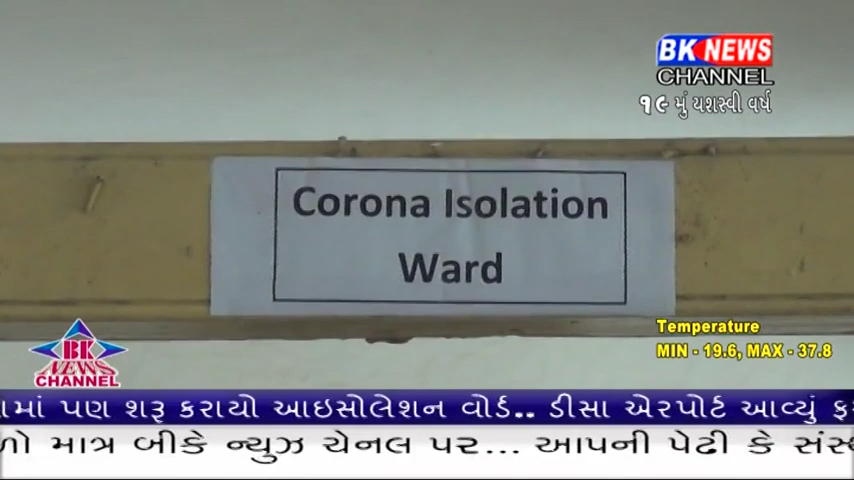 BK NEWS
CHANNEL
૧૯ મું યશસ્વી વર્ષ
Corona Isolation
Ward
Temperature
MIN - 19.6, MAX - 37.8
BK
NEWS
CHANNEL
પણ શરૂ કરાયો આઇસોલેશન વોર્ડ.. ડીસા એરપોર્ટ આવ્યું
માત્ર બીકે ન્યુઝ ચેનલ પર... આપની પેઢી કે